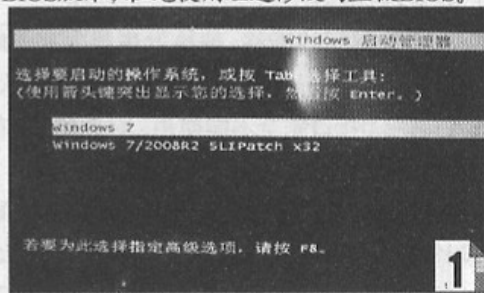 Windows 启动管理器
选择要启动的操作系统，或按 Tab 选择工具:
(使用箭头键突出显示您的选择，然后按 Enter。)
Windows 7
Windows 7/2008R2 SLIPatch x32
若要为此选择指定高级选项，请按 F8。
1